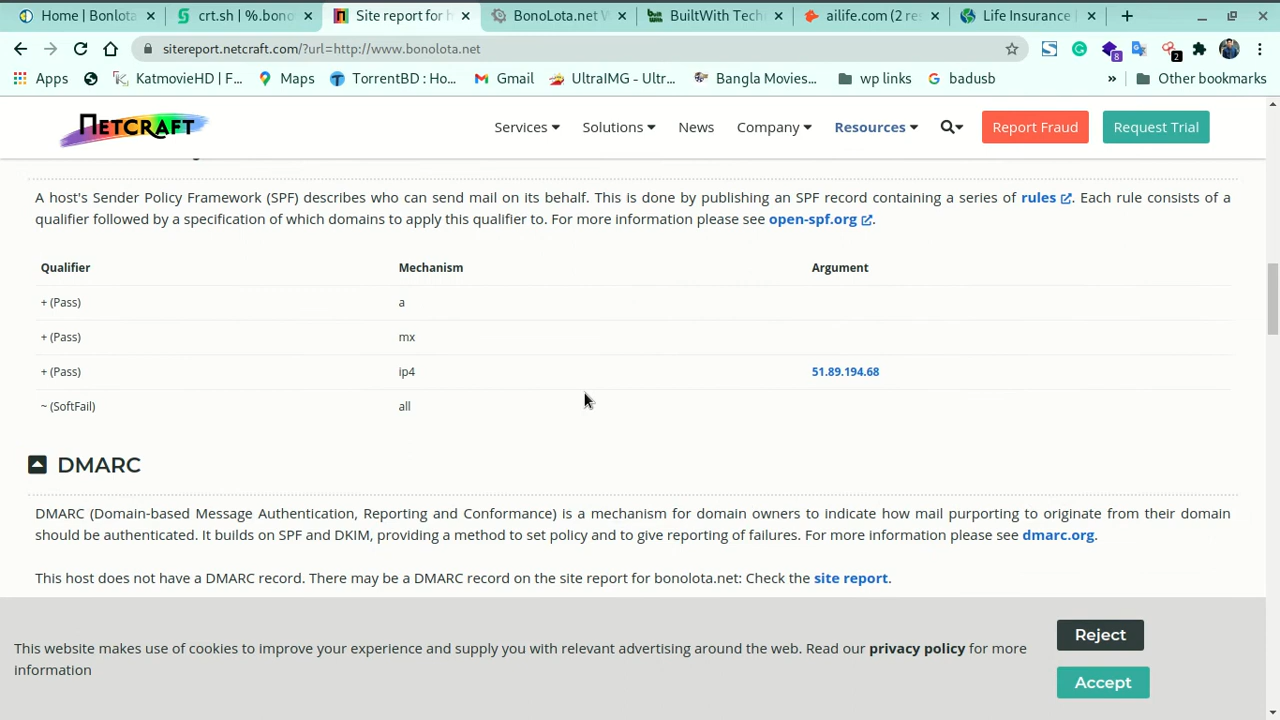 Home | Bonlota
crt.sh | %.bono
Site report for h
BonoLota.net W
BuiltWith Tech
ailife.com (2 res
Life Insurance
sitereport.netcraft.com/?url=http://www.bonolota.net
8
2
Apps
KatmovieHD | F...
Maps
TorrentBD : Ho...
Gmail
UltraIMG - Ultr...
Bangla Movies...
wp links
badusb
»
Other bookmarks
NETCRAFT
Services
Solutions
News
Company
Resources
Report Fraud
Request Trial
A host's Sender Policy Framework (SPF) describes who can send mail on its behalf. This is done by publishing an SPF record containing a series of rules. Each rule consists of a
qualifier followed by a specification of which domains to apply this qualifier to. For more information please see open-spf.org.
Qualifier Mechanism Argument
+ (Pass) a
+ (Pass) mx
+ (Pass) ip4 51.89.194.68
~ (SoftFail) all
DMARC
DMARC (Domain-based Message Authentication, Reporting and Conformance) is a mechanism for domain owners to indicate how mail purporting to originate from their domain
should be authenticated. It builds on SPF and DKIM, providing a method to set policy and to give reporting of failures. For more information please see dmarc.org.
This host does not have a DMARC record. There may be a DMARC record on the site report for bonolota.net: Check the site report.
This website makes use of cookies to improve your experience and supply you with relevant advertising around the web. Read our privacy policy for more
information
Reject
Accept